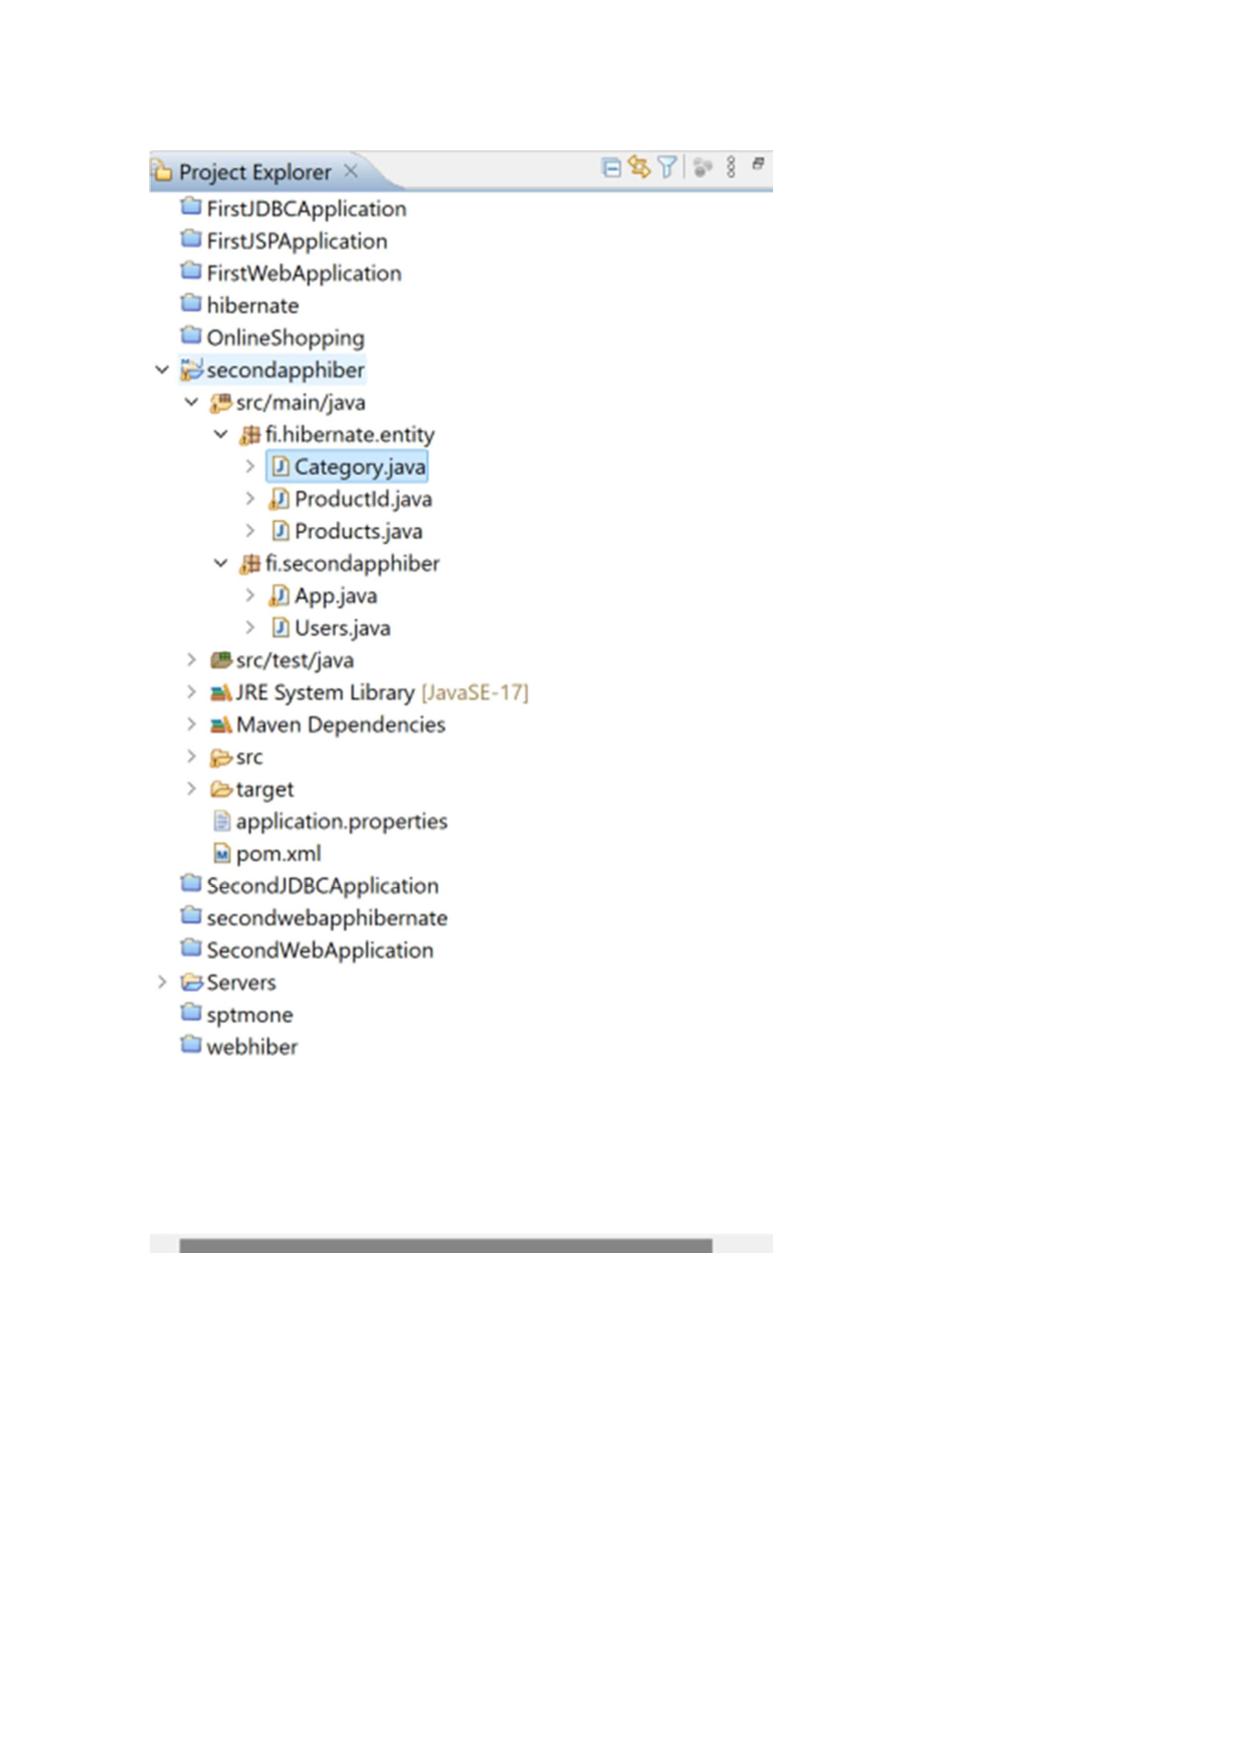 Project Explorer
FirstJDBCApplication
FirstJSPApplication
FirstWebApplication
hibernate
OnlineShopping
secondapphiber
src/main/java
fi.hibernate.entity
Category.java
ProductId.java
Products.java
fi.secondapphiber
App.java
Users.java
src/test/java
JRE System Library [JavaSE-17]
Maven Dependencies
src
target
application.properties
pom.xml
SecondJDBCApplication
secondwebapphibernate
SecondWebApplication
Servers
sptmone
webhiber